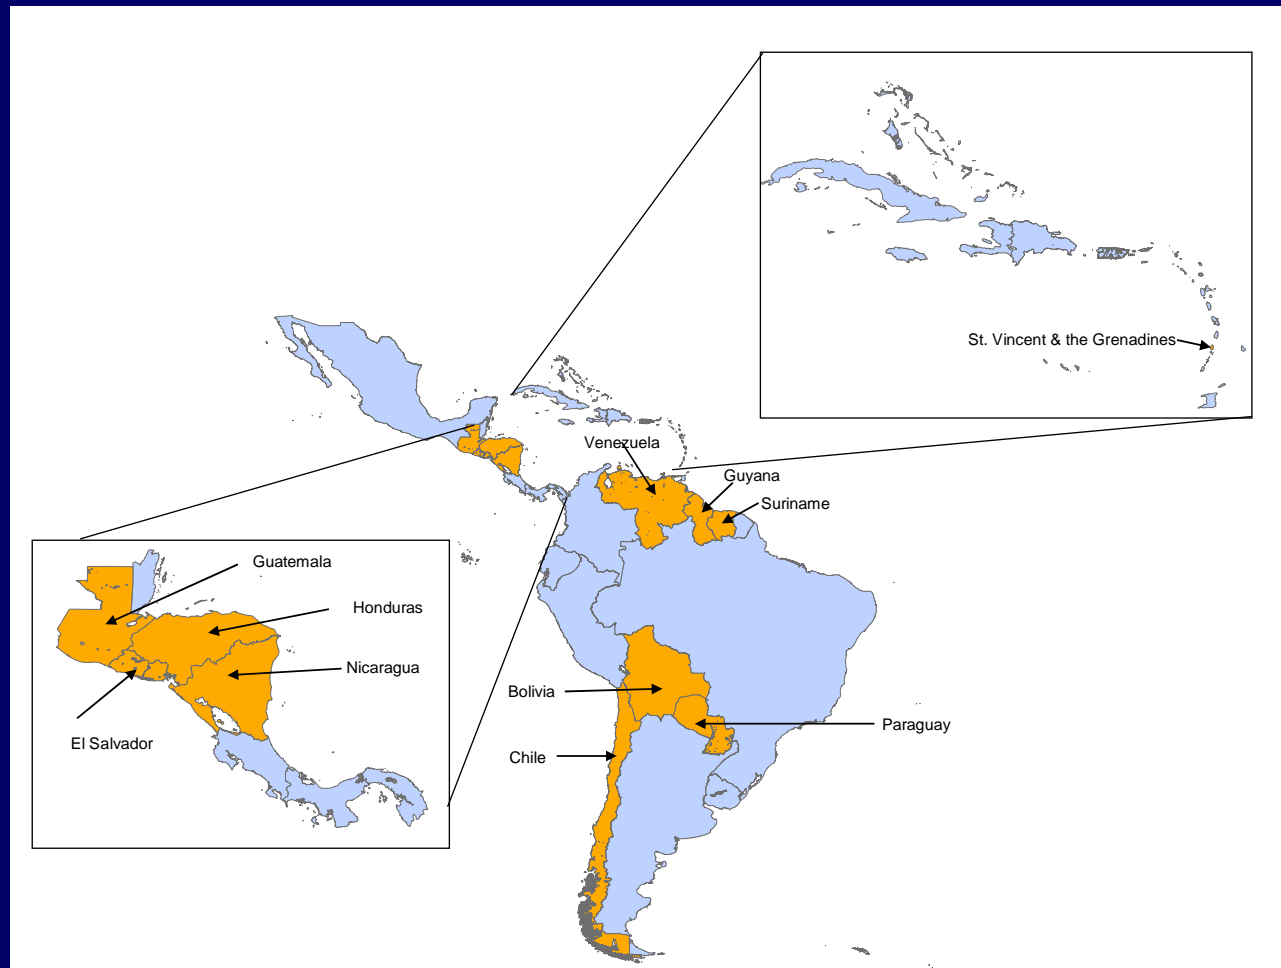 St. Vincent & the Grenadines
Venezuela
Guyana
Suriname
Guatemala
Honduras
Nicaragua
El Salvador
Bolivia
Paraguay
Chile